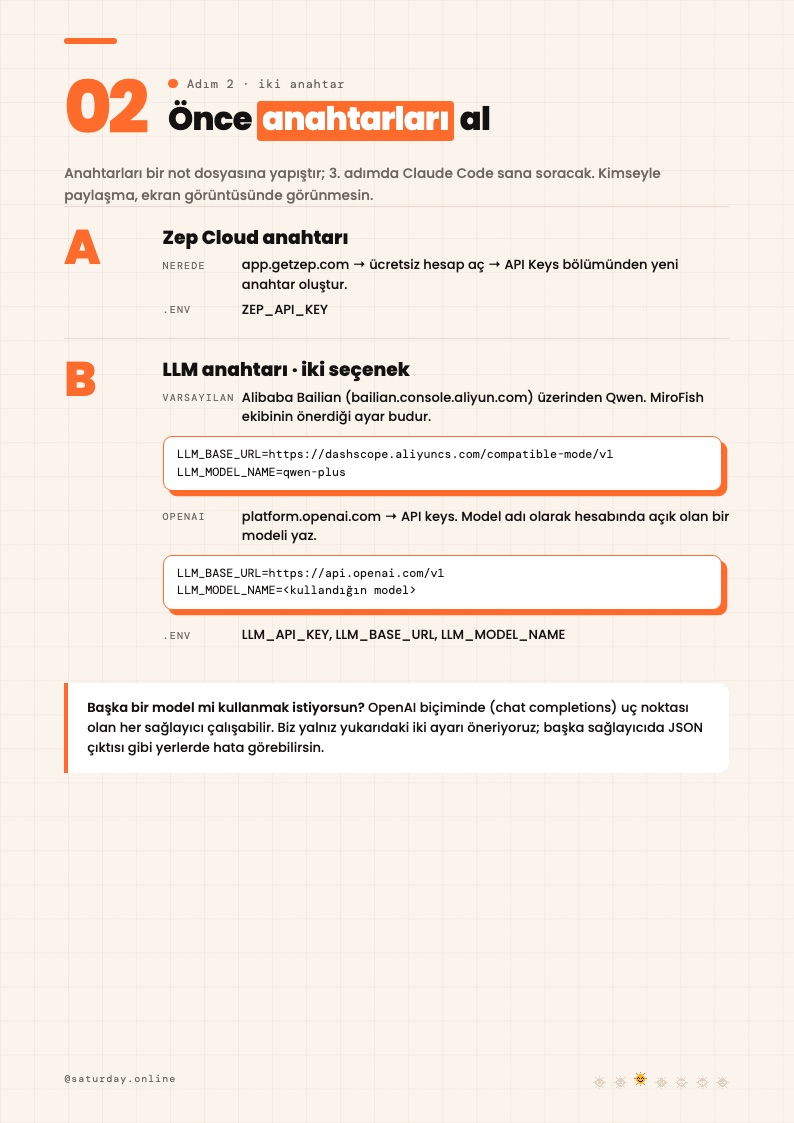 02
Adım 2 · iki anahtar
Önce anahtarları al
Anahtarları bir not dosyasına yapıştır; 3. adımda Claude Code sana soracak. Kimseyle
paylaşma, ekran görüntüsünde görünmesin.
A
Zep Cloud anahtarı
NEREDE app.getzep.com → ücretsiz hesap aç → API Keys bölümünden yeni
anahtar oluştur.
.ENV ZEP_API_KEY
B
LLM anahtarı · iki seçenek
VARSAYILAN Alibaba Bailian (bailian.console.aliyun.com) üzerinden Qwen. MiroFish
ekibinin önerdiği ayar budur.
LLM_BASE_URL=https://dashscope.aliyuncs.com/compatible-mode/v1
LLM_MODEL_NAME=qwen-plus
OPENAI platform.openai.com → API keys. Model adı olarak hesabında açık olan bir
modeli yaz.
LLM_BASE_URL=https://api.openai.com/v1
LLM_MODEL_NAME=<kullandığın model>
.ENV LLM_API_KEY, LLM_BASE_URL, LLM_MODEL_NAME
Başka bir model mi kullanmak istiyorsun? OpenAI biçiminde (chat completions) uç noktası
olan her sağlayıcı çalışabilir. Biz yalnız yukarıdaki iki ayarı öneriyoruz; başka sağlayıcıda JSON
çıktısı gibi yerlerde hata görebilirsin.
@saturday.online